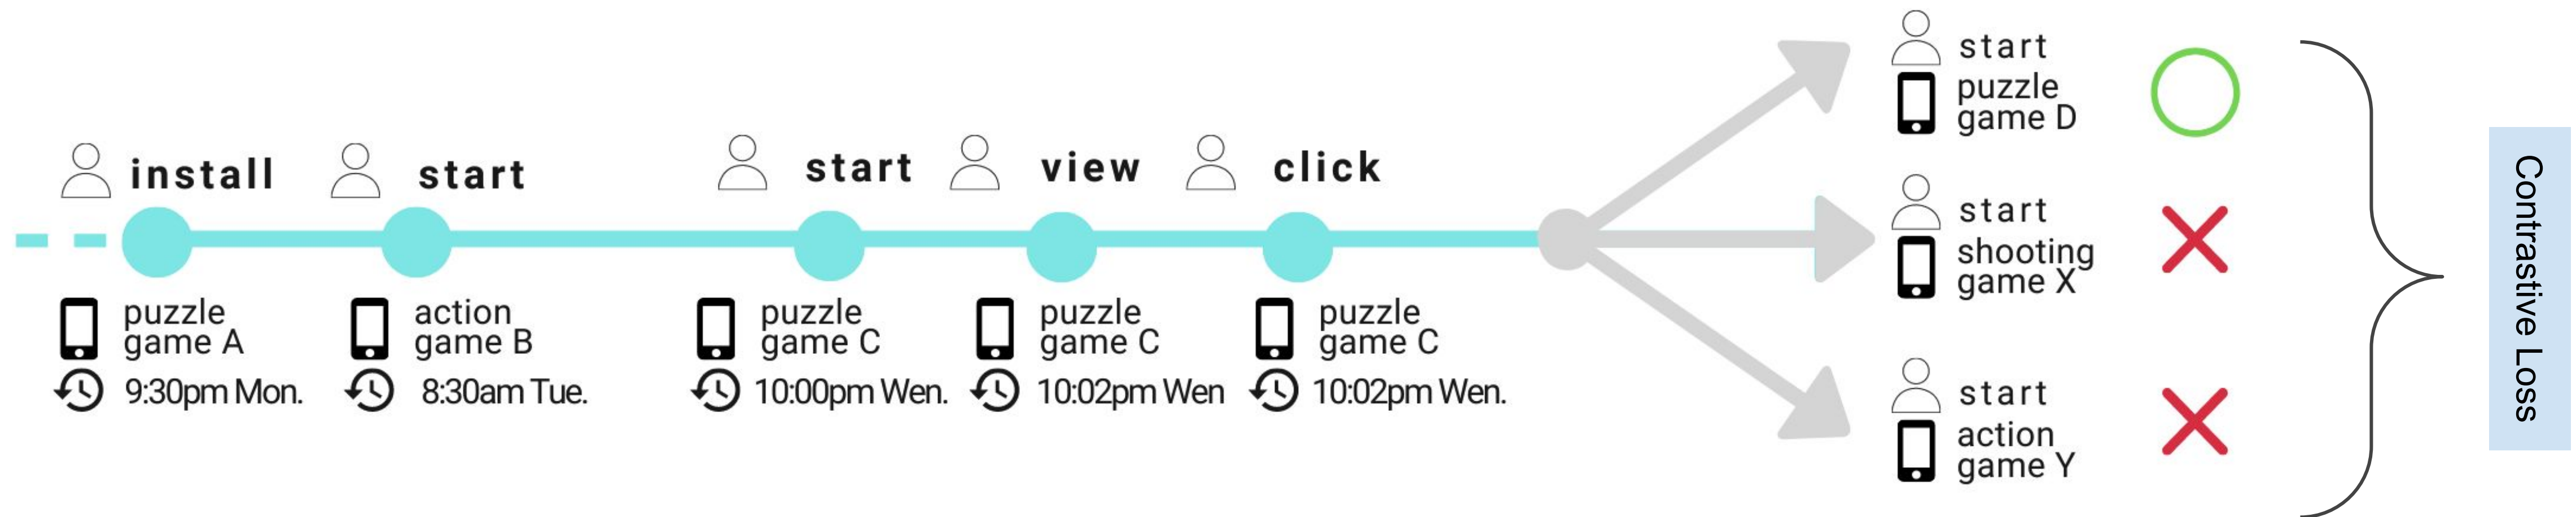 install
puzzle
game A
9:30pm Mon.
start
action
game B
8:30am Tue.
start
puzzle
game C
10:00pm Wen.
view
puzzle
game C
10:02pm Wen
click
puzzle
game C
10:02pm Wen.
start
puzzle
game D
start
shooting
game X
start
action
game Y
Contrastive Loss